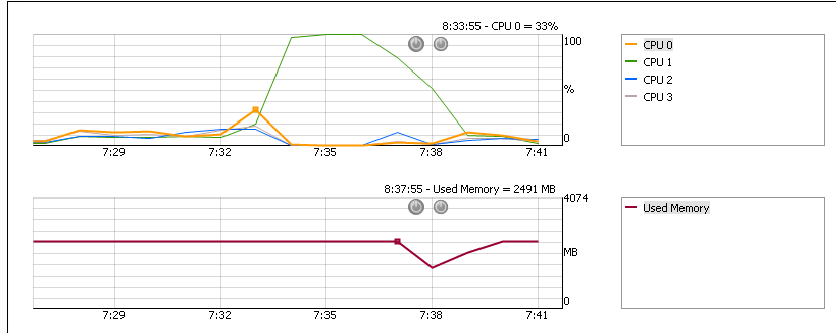 8:33:55 - CPU 0 = 33%
100
%
0
7:29 7:32 7:35 7:38 7:41
CPU 0
CPU 1
CPU 2
CPU 3
8:37:55 - Used Memory = 2491 MB
4074
MB
0
7:29 7:32 7:35 7:38 7:41
Used Memory